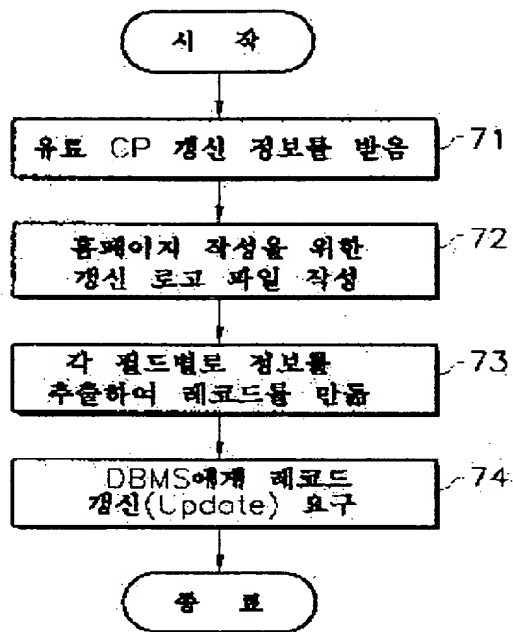 시 작
유료 CP 갱신 정보를 받음
71
홈페이지 작성을 위한
갱신 로고 파일 작성
72
각 필드별로 정보를
추출하여 레코드를 만듦
73
DBMS에게 레코드
갱신(Update) 요구
74
종 료